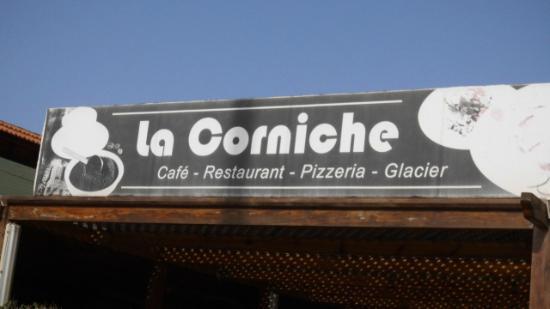 La Corniche
Café - Restaurant - Pizzeria - Glacier